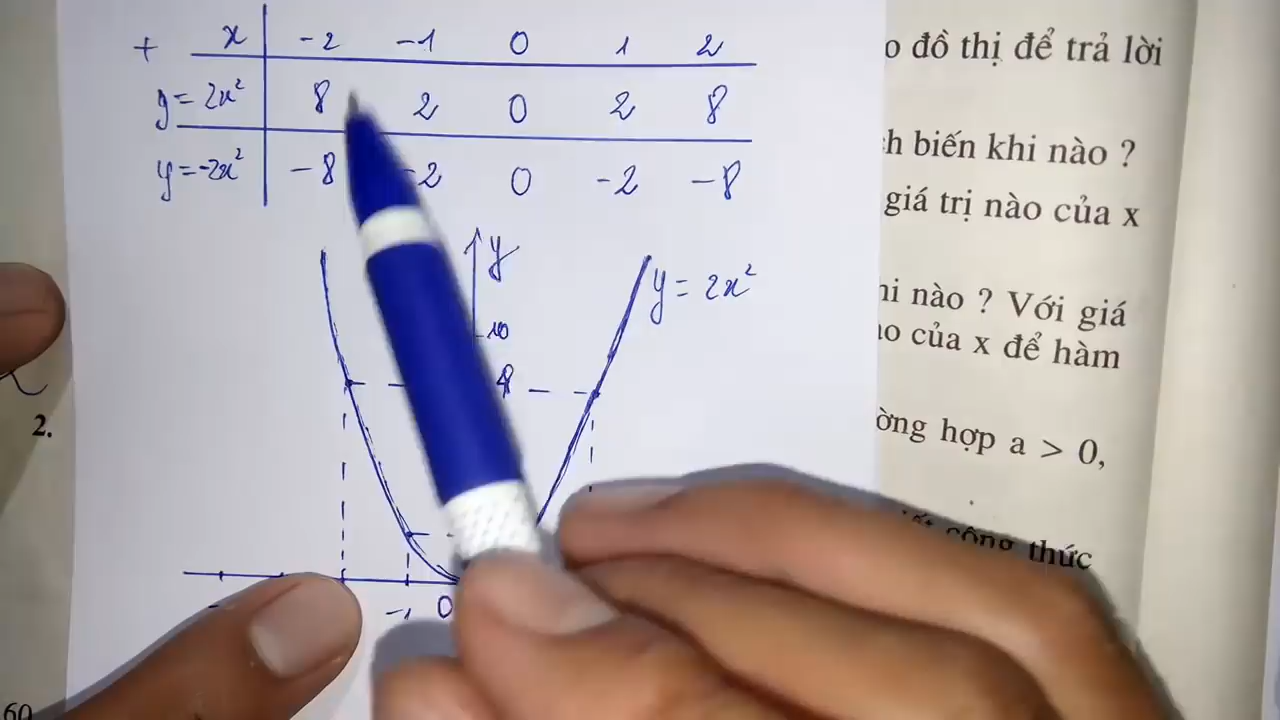 + x -2 -1 0 1 2
y = 2x² 8 2 0 2 8
y = -2x² -8 -2 0 -2 -8
y
y = 2x²
10
8
-1 0
2.
60
đồ thị để trả lời
biến khi nào ?
giá trị nào của x
nào ? Với giá
của x để hàm
hợp a > 0,
công thức